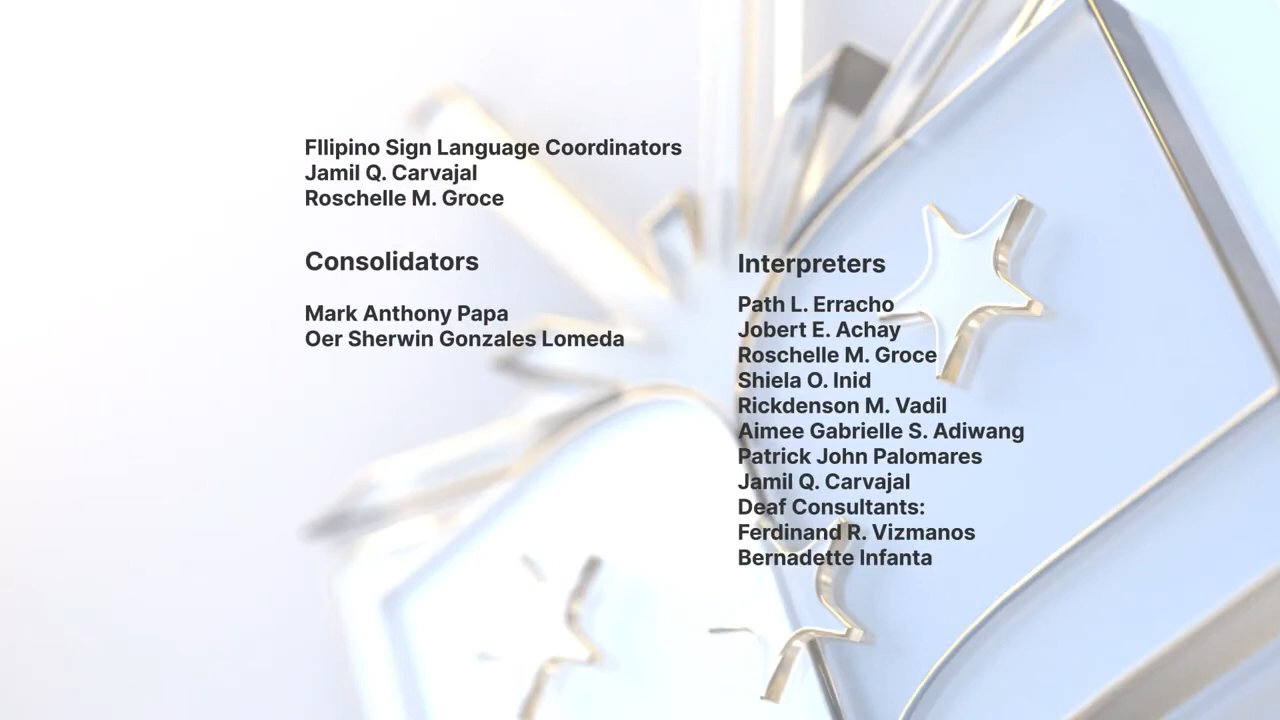 FIlipino Sign Language Coordinators
Jamil Q. Carvajal
Roschelle M. Groce
Consolidators
Mark Anthony Papa
Oer Sherwin Gonzales Lomeda
Interpreters
Path L. Erracho
Jobert E. Achay
Roschelle M. Groce
Shiela O. Inid
Rickdenson M. Vadil
Aimee Gabrielle S. Adiwang
Patrick John Palomares
Jamil Q. Carvajal
Deaf Consultants:
Ferdinand R. Vizmanos
Bernadette Infanta